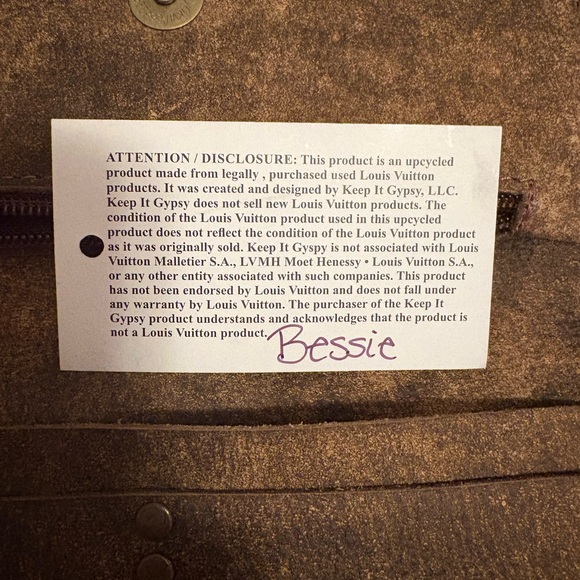 ATTENTION / DISCLOSURE: This product is an upcycled
product made from legally , purchased used Louis Vuitton
products. It was created and designed by Keep It Gypsy, LLC.
Keep It Gypsy does not sell new Louis Vuitton products. The
condition of the Louis Vuitton product used in this upcycled
product does not reflect the condition of the Louis Vuitton product
as it was originally sold. Keep It Gyspy is not associated with Louis
Vuitton Malletier S.A., LVMH Moet Henessy • Louis Vuitton S.A.,
or any other entity associated with such companies. This product
has not been endorsed by Louis Vuitton and does not fall under
any warranty by Louis Vuitton. The purchaser of the Keep It
Gypsy product understands and acknowledges that the product is
not a Louis Vuitton product.
Bessie